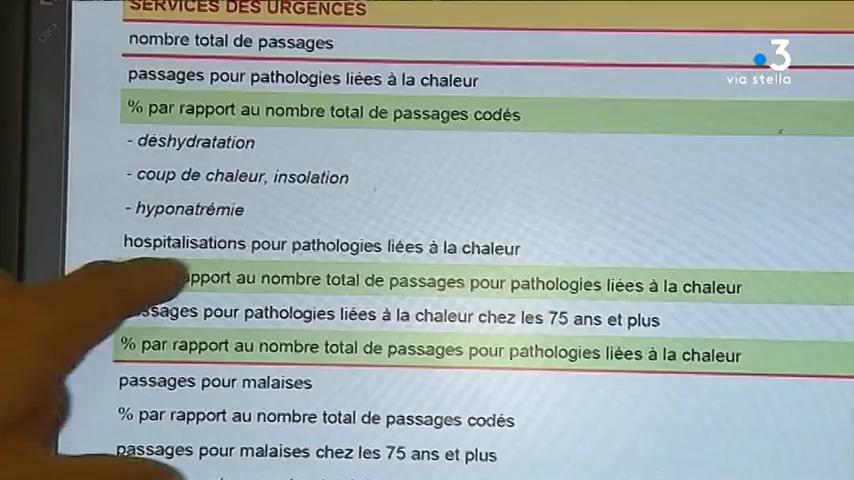 SERVICES DES URGENCES
nombre total de passages
3
via stella
passages pour pathologies liées à la chaleur
% par rapport au nombre total de passages codés
- déshydratation
- coup de chaleur, insolation
- hyponatrémie
hospitalisations pour pathologies liées à la chaleur
au nombre total de passages pour pathologies liées à la chaleur
pour pathologies liées à la chaleur chez les 75 ans et plus
% par rapport au nombre total de passages pour pathologies liées à la chaleur
passages pour malaises
% par rapport au nombre total de passages codés
passages pour malaises chez les 75 ans et plus